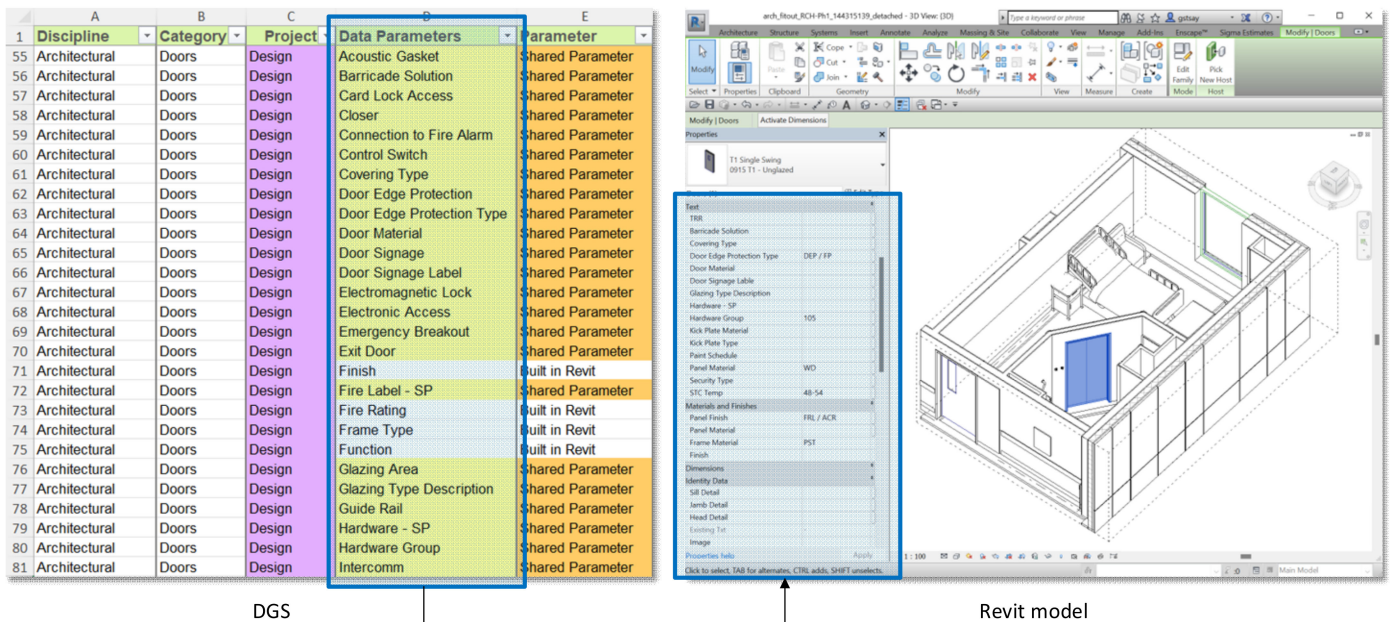 A B C D E
1 Discipline Category Project Data Parameters Parameter
55 Architectural Doors Design Acoustic Gasket Shared Parameter
56 Architectural Doors Design Barricade Solution Shared Parameter
57 Architectural Doors Design Card Lock Access Shared Parameter
58 Architectural Doors Design Closer Shared Parameter
59 Architectural Doors Design Connection to Fire Alarm Shared Parameter
60 Architectural Doors Design Control Switch Shared Parameter
61 Architectural Doors Design Covering Type Shared Parameter
62 Architectural Doors Design Door Edge Protection Shared Parameter
63 Architectural Doors Design Door Edge Protection Type Shared Parameter
64 Architectural Doors Design Door Material Shared Parameter
65 Architectural Doors Design Door Signage Shared Parameter
66 Architectural Doors Design Door Signage Label Shared Parameter
67 Architectural Doors Design Electromagnetic Lock Shared Parameter
68 Architectural Doors Design Electronic Access Shared Parameter
69 Architectural Doors Design Emergency Breakout Shared Parameter
70 Architectural Doors Design Exit Door Shared Parameter
71 Architectural Doors Design Finish Built in Revit
72 Architectural Doors Design Fire Label - SP Shared Parameter
73 Architectural Doors Design Fire Rating Built in Revit
74 Architectural Doors Design Frame Type Built in Revit
75 Architectural Doors Design Function Built in Revit
76 Architectural Doors Design Glazing Area Shared Parameter
77 Architectural Doors Design Glazing Type Description Shared Parameter
78 Architectural Doors Design Guide Rail Shared Parameter
79 Architectural Doors Design Hardware - SP Shared Parameter
80 Architectural Doors Design Hardware Group Shared Parameter
81 Architectural Doors Design Intercomm Shared Parameter
DGS
arch_fitout_RCH-Ph1_144315139_detached - 3D View: {3D} Type a keyword or phrase gstsay
Architecture Structure Systems Insert Annotate Analyze Massing & Site Collaborate View Manage Add-Ins Enscape™ Sigma Estimates Modify | Doors
Modify Paste Cope Cut Join Edit Family Pick New Host
Select Properties Clipboard Geometry Modify View Measure Create Mode Host
Modify | Doors Activate Dimensions
Properties
T1 Single Swing
0915 T1 - Unglazed
Text
TRR
Barricade Solution
Covering Type
Door Edge Protection Type DEP / FP
Door Material
Door Signage Lable
Glazing Type Description
Hardware - SP
Hardware Group 105
Kick Plate Material
Kick Plate Type
Paint Schedule
Panel Material WD
Security Type
STC Temp 48-54
Materials and Finishes
Panel Finish FRL / ACR
Panel Material
Frame Material PST
Finish
Dimensions
Identity Data
Sill Detail
Jamb Detail
Head Detail
Existing Txt
Image
Properties help Apply
1 : 100
Click to select, TAB for alternates, CTRL adds, SHIFT unselects. Main Model
Revit model